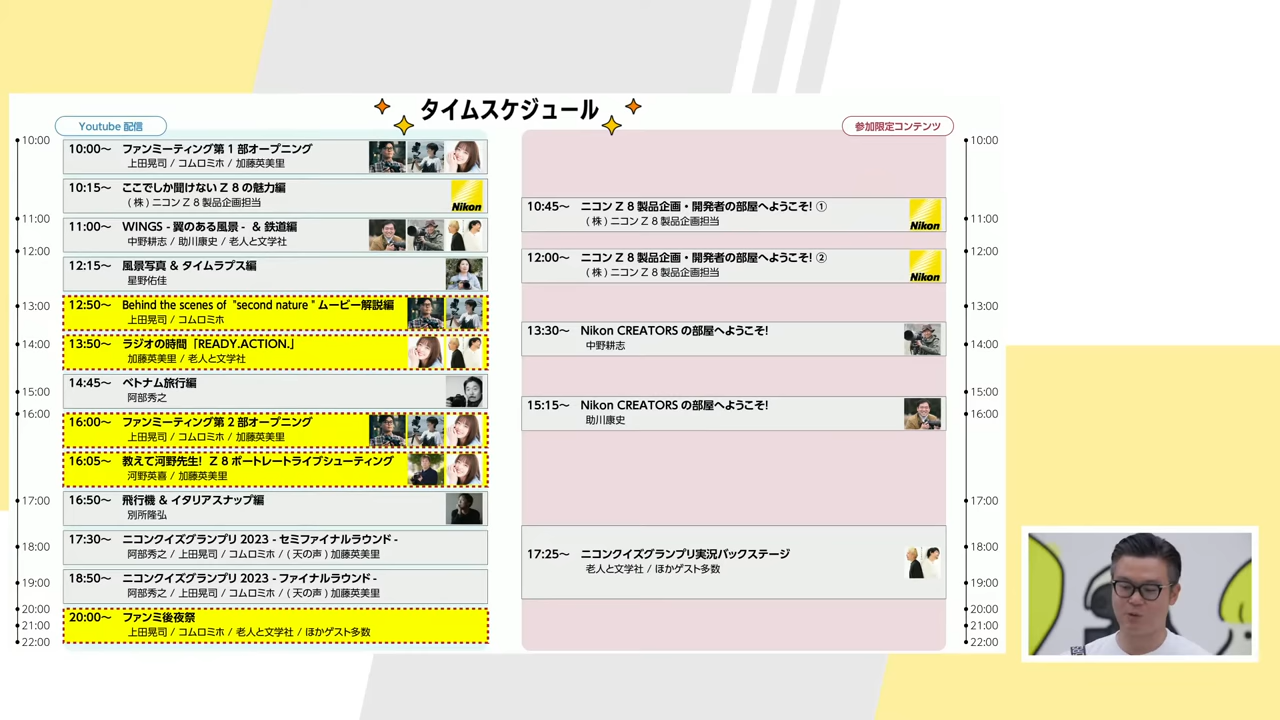 タイムスケジュール
Youtube 配信
10:00
11:00
12:00
13:00
14:00
15:00
16:00
17:00
18:00
19:00
20:00
21:00
22:00
10:00～ ファンミーティング第1部オープニング
上田晃司 / コムロミホ / 加藤英美里
10:15～ ここでしか聞けない Z 8 の魅力編
(株) ニコン Z 8 製品企画担当
Nikon
11:00～ WINGS - 翼のある風景 - & 鉄道編
中野耕志 / 助川康史 / 老人と文学社
12:15～ 風景写真 & タイムラプス編
星野佑佳
12:50～ Behind the scenes of "second nature" ムービー解説編
上田晃司 / コムロミホ
13:50～ ラジオの時間「READY.ACTION.」
加藤英美里 / 老人と文学社
14:45～ ベトナム旅行編
阿部秀之
16:00～ ファンミーティング第2部オープニング
上田晃司 / コムロミホ / 加藤英美里
16:05～ 教えて河野先生! Z 8 ポートレートライブシューティング
河野英喜 / 加藤英美里
16:50～ 飛行機 & イタリアスナップ編
別所隆弘
17:30～ ニコンクイズグランプリ 2023 - セミファイナルラウンド -
阿部秀之 / 上田晃司 / コムロミホ / (天の声) 加藤英美里
18:50～ ニコンクイズグランプリ 2023 - ファイナルラウンド -
阿部秀之 / 上田晃司 / コムロミホ / (天の声) 加藤英美里
20:00～ ファンミ後夜祭
上田晃司 / コムロミホ / 老人と文学社 / ほかゲスト多数
参加限定コンテンツ
10:45～ ニコン Z 8 製品企画・開発者の部屋へようこそ! ①
(株) ニコン Z 8 製品企画担当
Nikon
12:00～ ニコン Z 8 製品企画・開発者の部屋へようこそ! ②
(株) ニコン Z 8 製品企画担当
Nikon
13:30～ Nikon CREATORS の部屋へようこそ!
中野耕志
15:15～ Nikon CREATORS の部屋へようこそ!
助川康史
17:25～ ニコンクイズグランプリ実況バックステージ
老人と文学社 / ほかゲスト多数
10:00
11:00
12:00
13:00
14:00
15:00
16:00
17:00
18:00
19:00
20:00
21:00
22:00